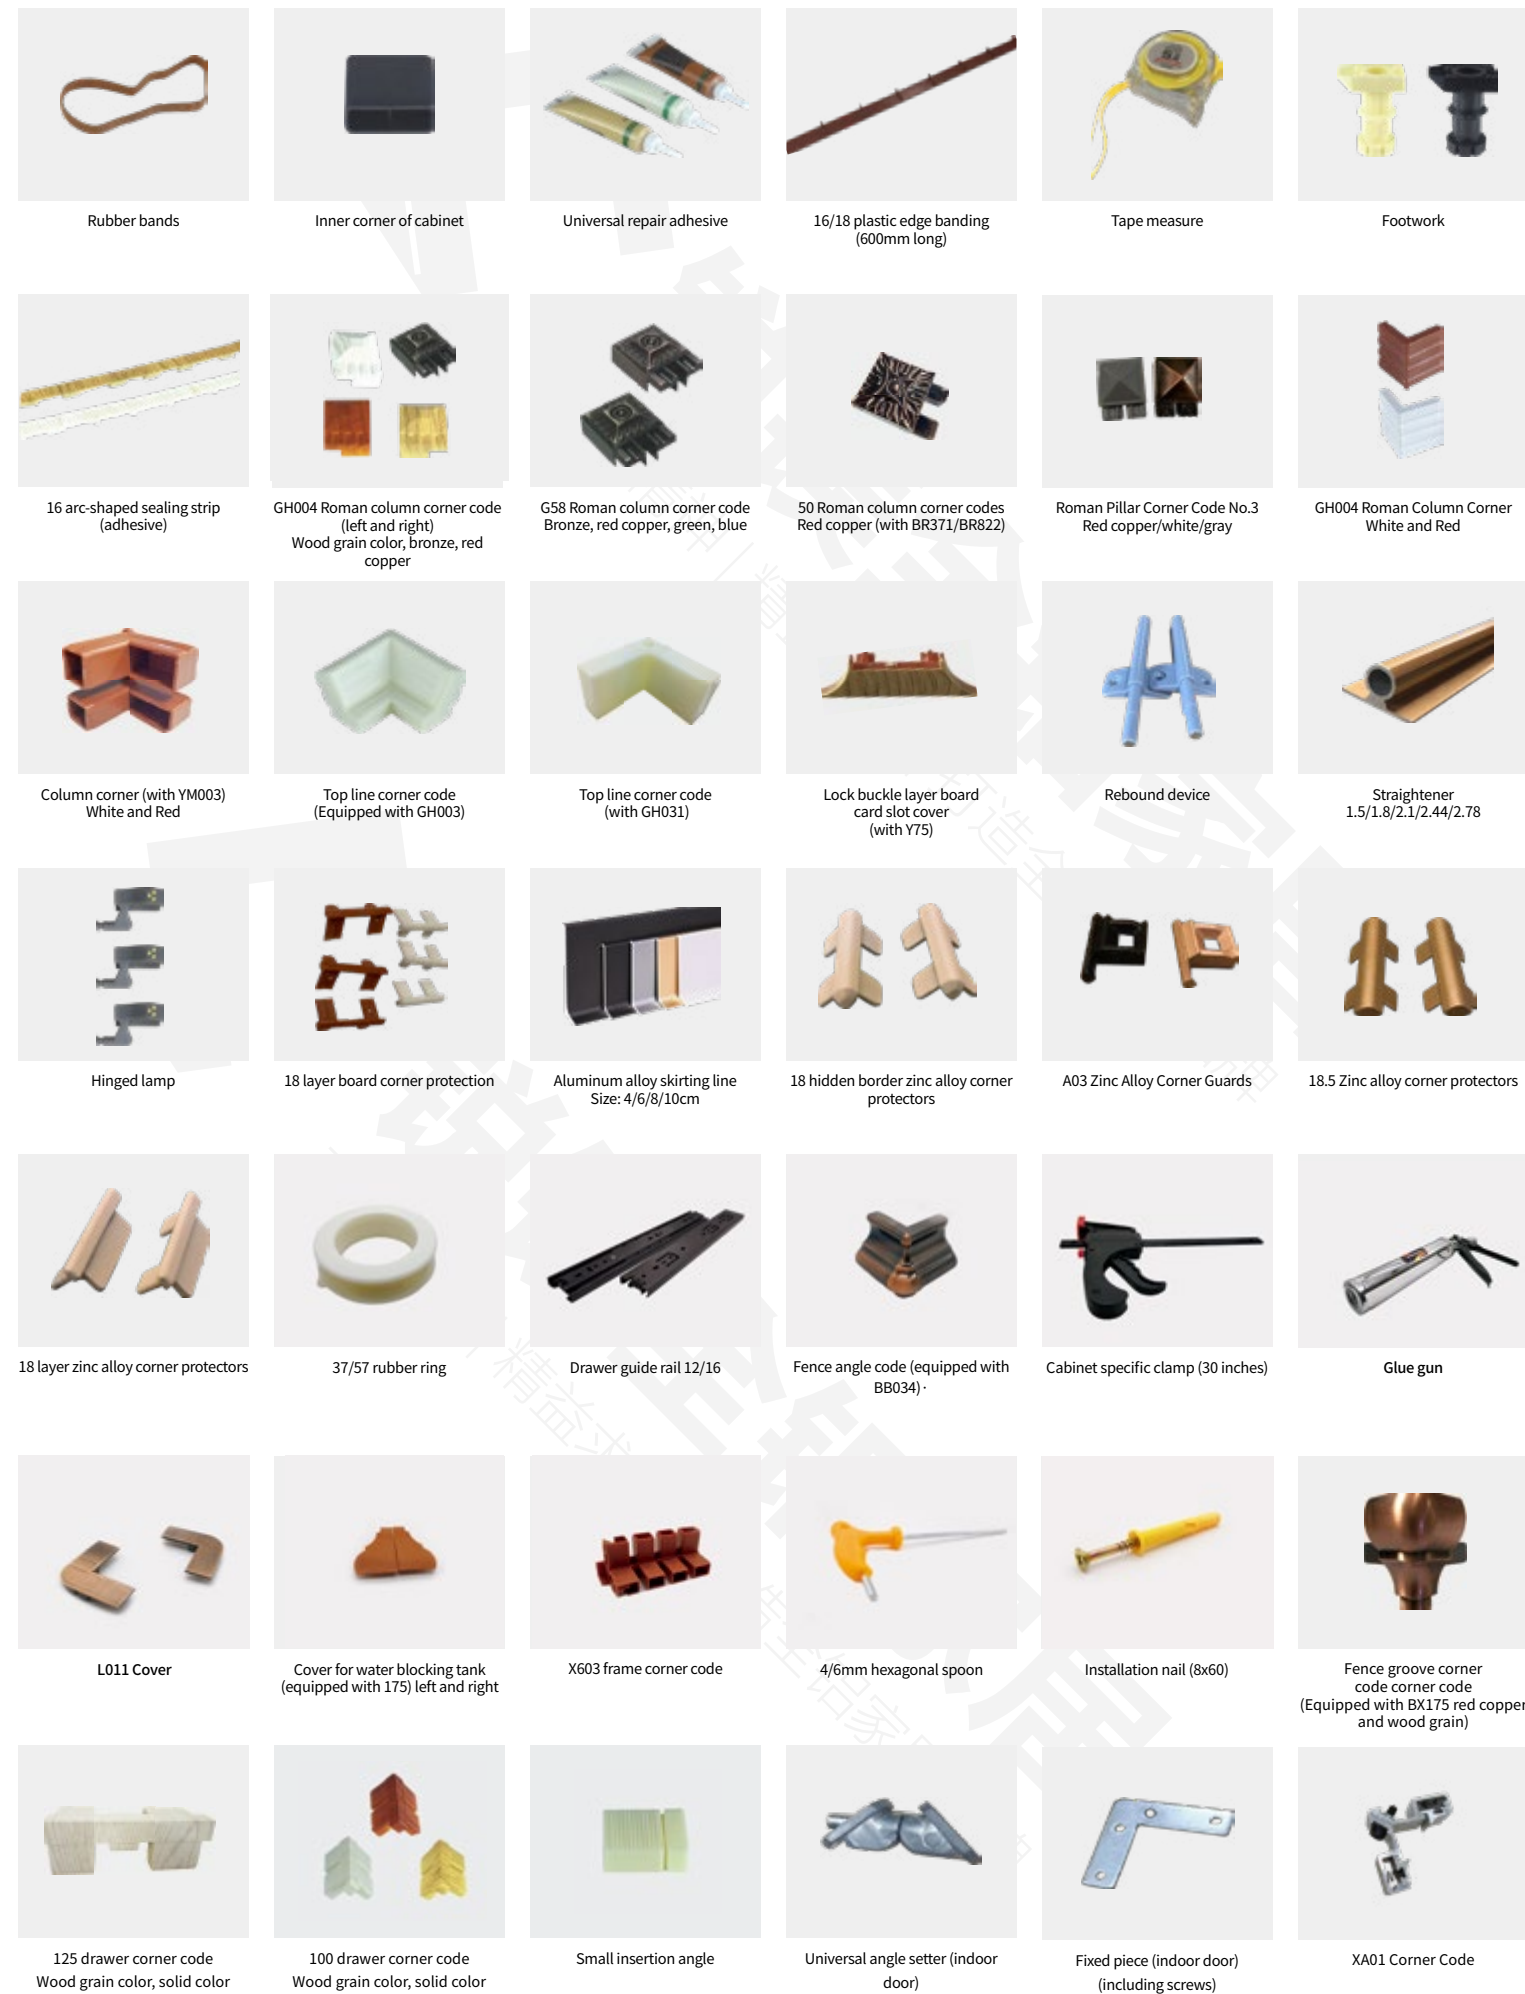 Rubber bands
Inner corner of cabinet
Universal repair adhesive
16/18 plastic edge banding
(600mm long)
Tape measure
Footwork
16 arc-shaped sealing strip
(adhesive)
GH004 Roman column corner code
(left and right)
Wood grain color, bronze, red
copper
G58 Roman column corner code
Bronze, red copper, green, blue
50 Roman column corner codes
Red copper (with BR371/BR822)
Roman Pillar Corner Code No.3
Red copper/white/gray
GH004 Roman Column Corner
White and Red
Column corner (with YM003)
White and Red
Top line corner code
(Equipped with GH003)
Top line corner code
(with GH031)
Lock buckle layer board
card slot cover
(with Y75)
Rebound device
Straightener
1.5/1.8/2.1/2.44/2.78
Hinged lamp
18 layer board corner protection
Aluminum alloy skirting line
Size: 4/6/8/10cm
18 hidden border zinc alloy corner
protectors
A03 Zinc Alloy Corner Guards
18.5 Zinc alloy corner protectors
18 layer zinc alloy corner protectors
37/57 rubber ring
Drawer guide rail 12/16
Fence angle code (equipped with
BB034) ·
Cabinet specific clamp (30 inches)
Glue gun
L011 Cover
Cover for water blocking tank
(equipped with 175) left and right
X603 frame corner code
4/6mm hexagonal spoon
Installation nail (8x60)
Fence groove corner
code corner code
(Equipped with BX175 red copper
and wood grain)
125 drawer corner code
Wood grain color, solid color
100 drawer corner code
Wood grain color, solid color
Small insertion angle
Universal angle setter (indoor
door)
Fixed piece (indoor door)
(including screws)
XA01 Corner Code